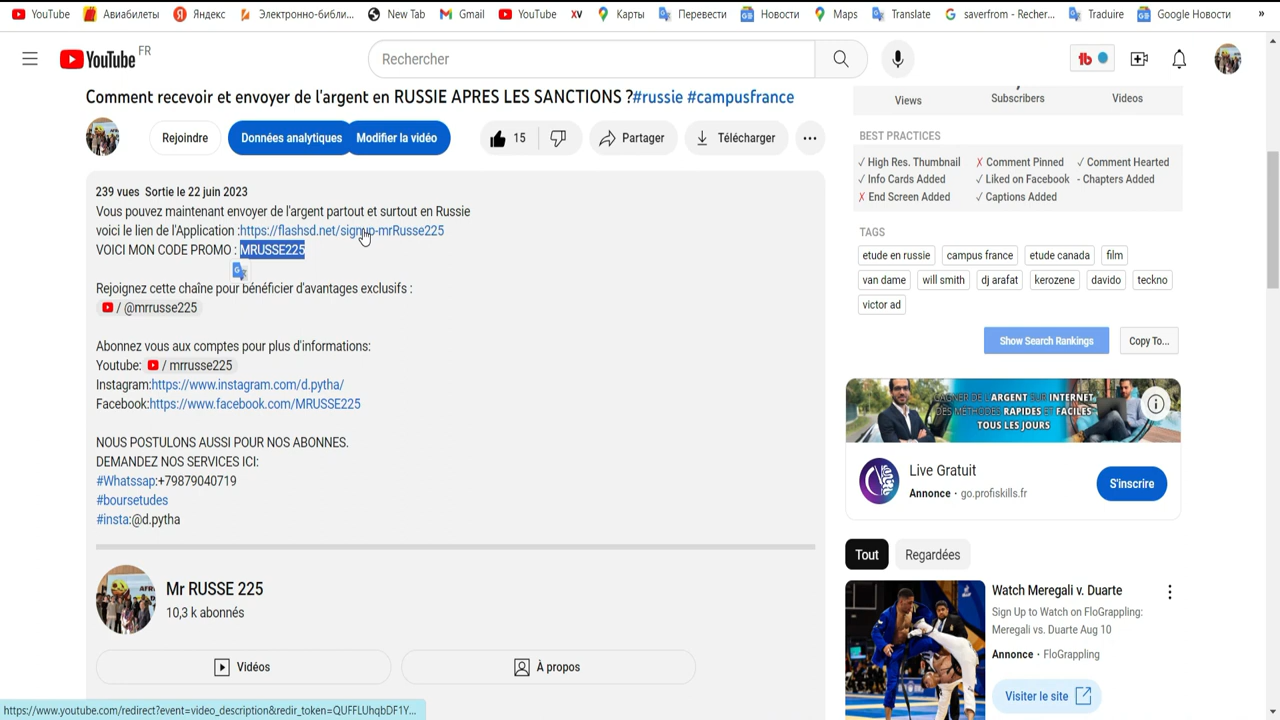 YouTube
Авиабилеты
Яндекс
Электронно-библи...
New Tab
Gmail
YouTube
XV
Карты
Перевести
Новости
Maps
Translate
saverfrom - Recher...
Traduire
Google Новости
»
YouTube FR
Rechercher
tb
Comment recevoir et envoyer de l'argent en RUSSIE APRES LES SANCTIONS ?#russie #campusfrance
Rejoindre
Données analytiques
Modifier la vidéo
15
Partager
Télécharger
239 vues Sortie le 22 juin 2023
Vous pouvez maintenant envoyer de l'argent partout et surtout en Russie
voici le lien de l'Application :https://flashsd.net/signup-mrRusse225
VOICI MON CODE PROMO : MRUSSE225
Rejoignez cette chaîne pour bénéficier d'avantages exclusifs :
/ @mrrusse225
Abonnez vous aux comptes pour plus d'informations:
Youtube: / mrrusse225
Instagram:https://www.instagram.com/d.pytha/
Facebook:https://www.facebook.com/MRUSSE225
NOUS POSTULONS AUSSI POUR NOS ABONNES.
DEMANDEZ NOS SERVICES ICI:
#Whatssap:+79879040719
#boursetudes
#insta:@d.pytha
Mr RUSSE 225
10,3 k abonnés
Vidéos
À propos
https://www.youtube.com/redirect?event=video_description&redir_token=QUFFLUhqbDF1Y...
Views
Subscribers
Videos
BEST PRACTICES
✓ High Res. Thumbnail ✗ Comment Pinned ✓ Comment Hearted
✓ Info Cards Added ✓ Liked on Facebook - Chapters Added
✗ End Screen Added ✓ Captions Added
TAGS
etude en russie
campus france
etude canada
film
van dame
will smith
dj arafat
kerozene
davido
teckno
victor ad
Show Search Rankings
Copy To...
GAGNER DE L'ARGENT SUR INTERNET
DES MÉTHODES RAPIDES ET FACILES
TOUS LES JOURS
Live Gratuit
Annonce · go.profiskills.fr
S'inscrire
Tout
Regardées
Watch Meregali v. Duarte
Sign Up to Watch on FloGrappling:
Meregali vs. Duarte Aug 10
Annonce · FloGrappling
Visiter le site